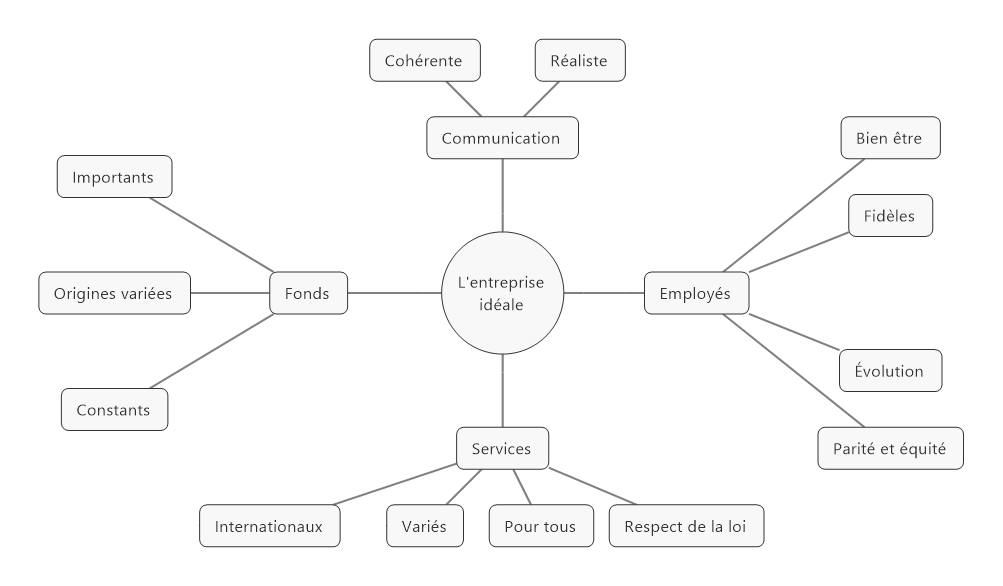 Cohérente
Réaliste
Communication
Bien être
Importants
Fidèles
L'entreprise
idéale
Origines variées
Fonds
Employés
Évolution
Constants
Services
Parité et équité
Internationaux
Variés
Pour tous
Respect de la loi